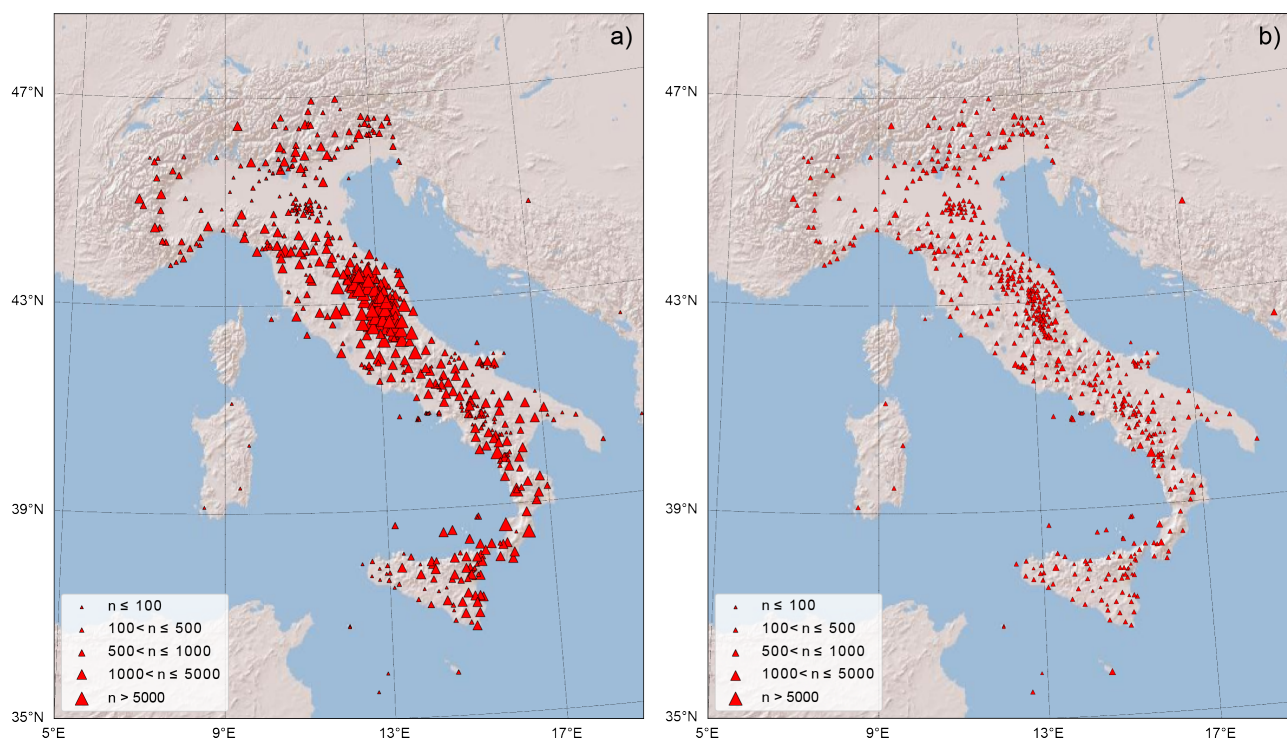 a)
47°N
43°N
39°N
35°N
n ≤ 100
100< n ≤ 500
500< n ≤ 1000
1000< n ≤ 5000
n > 5000
5°E
9°E
13°E
17°E
b)
47°N
43°N
39°N
35°N
n ≤ 100
100< n ≤ 500
500< n ≤ 1000
1000< n ≤ 5000
n > 5000
5°E
9°E
13°E
17°E